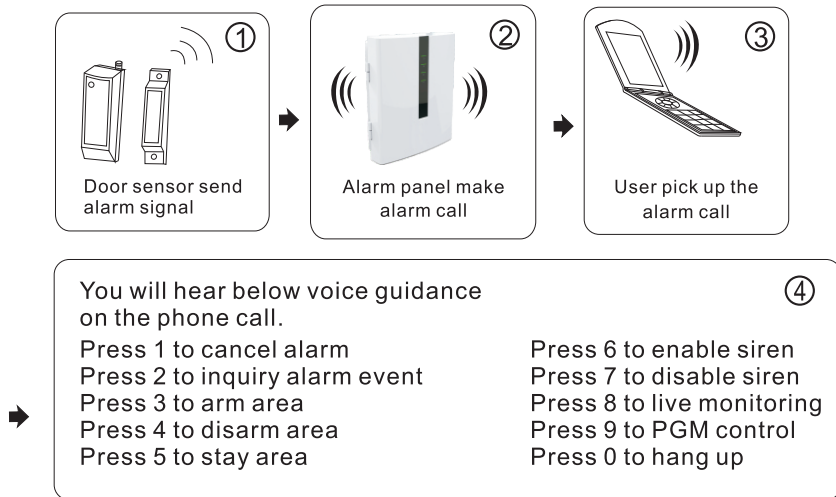 ①
Door sensor send
alarm signal
②
Alarm panel make
alarm call
③
User pick up the
alarm call
④
You will hear below voice guidance
on the phone call.
Press 1 to cancel alarm
Press 2 to inquiry alarm event
Press 3 to arm area
Press 4 to disarm area
Press 5 to stay area
Press 6 to enable siren
Press 7 to disable siren
Press 8 to live monitoring
Press 9 to PGM control
Press 0 to hang up